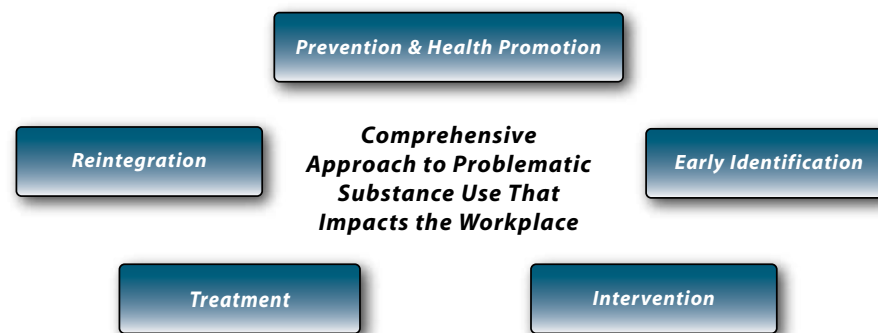 Prevention & Health Promotion
Comprehensive
Approach to Problematic
Substance Use That
Impacts the Workplace
Reintegration
Early Identification
Treatment
Intervention